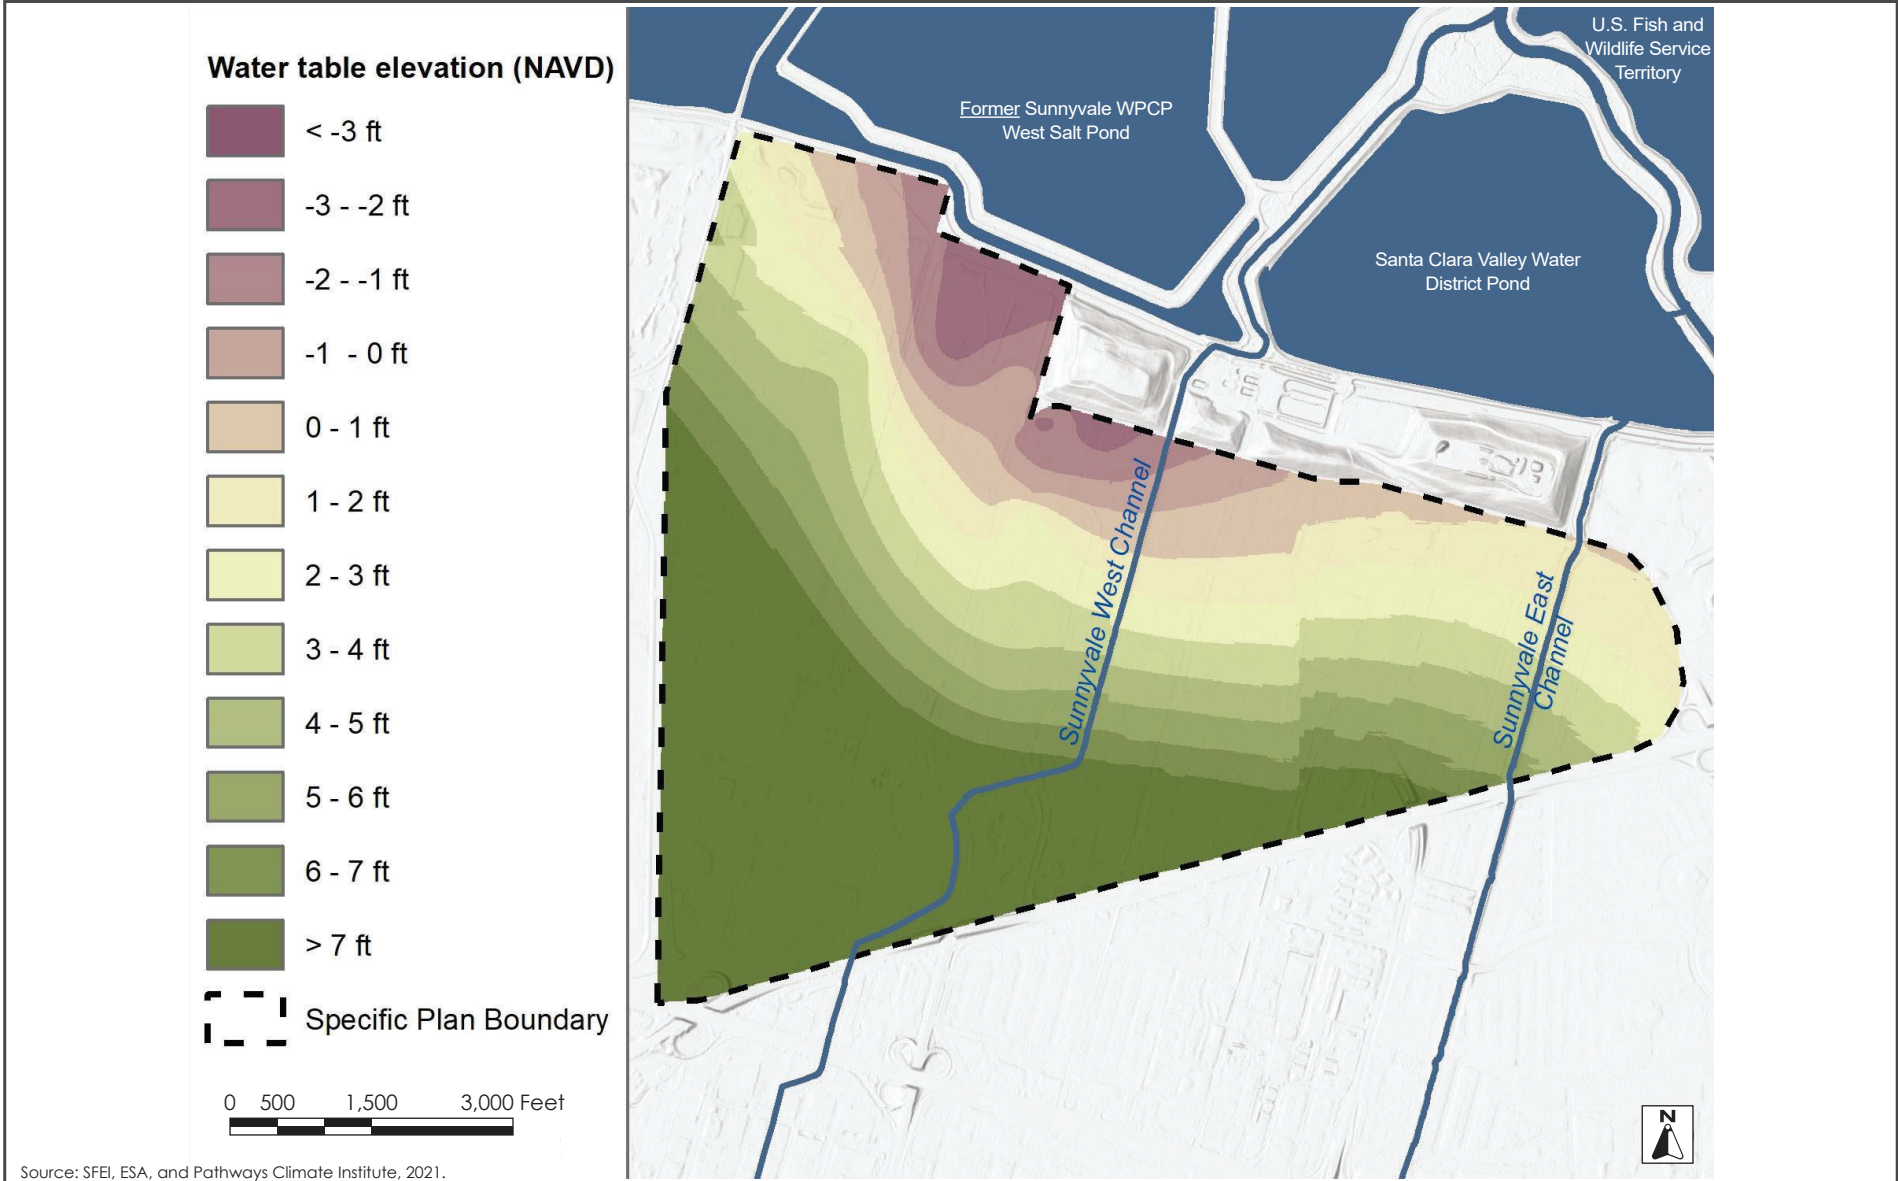 Water table elevation (NAVD)
< -3 ft
-3 - -2 ft
-2 - -1 ft
-1 - 0 ft
0 - 1 ft
1 - 2 ft
2 - 3 ft
3 - 4 ft
4 - 5 ft
5 - 6 ft
6 - 7 ft
> 7 ft
Specific Plan Boundary
0 500 1,500 3,000 Feet
Source: SFEI, ESA, and Pathways Climate Institute, 2021.
U.S. Fish and
Wildlife Service
Territory
Former Sunnyvale WPCP
West Salt Pond
Santa Clara Valley Water
District Pond
Sunnyvale West Channel
Sunnyvale East
Channel
N